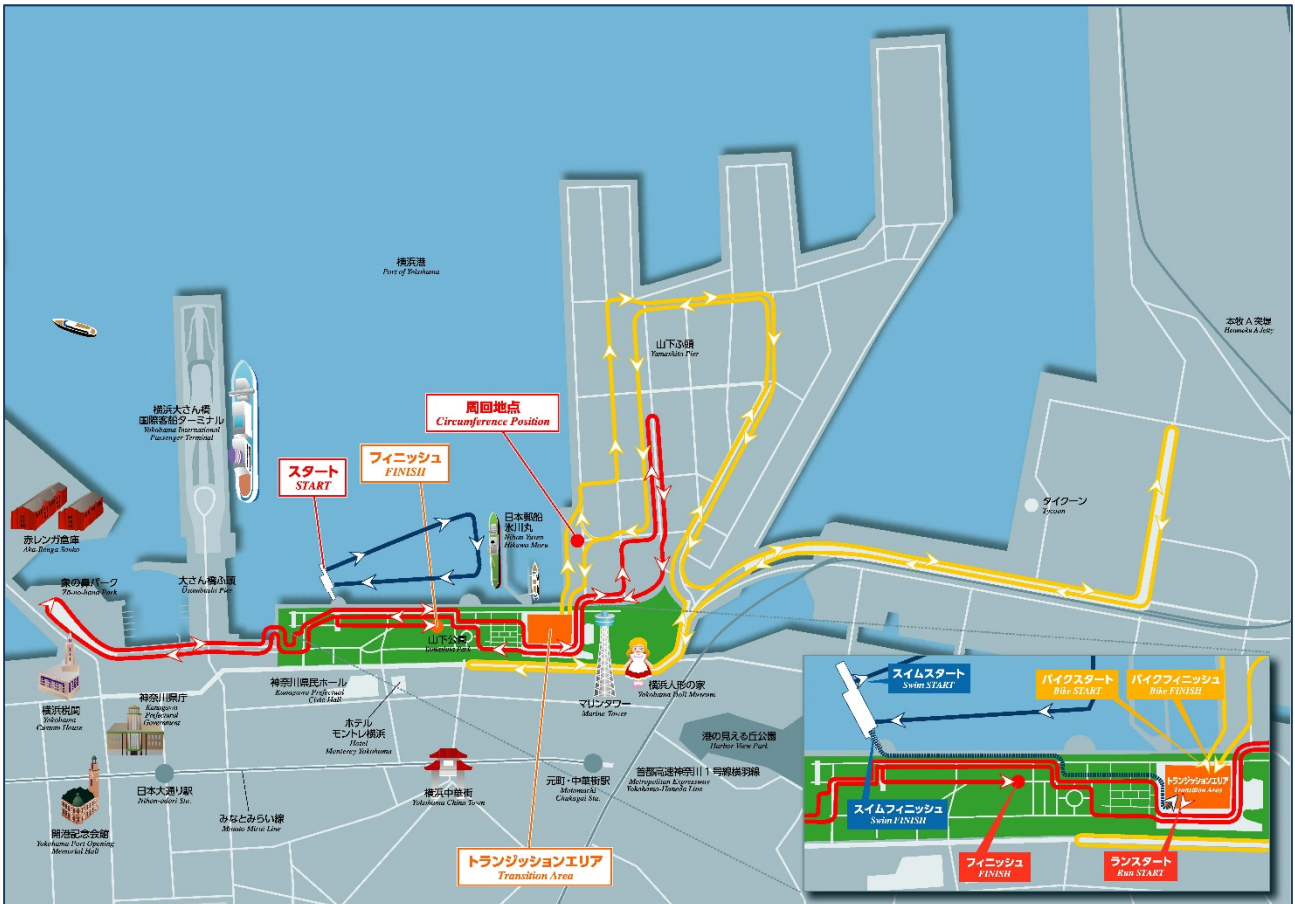 横浜港
Port of Yokohama
本牧A突堤
Honmoku A Jetty
山下ふ頭
Yamashita Pier
横浜大さん橋
国際客船ターミナル
Yokohama International
Passenger Terminal
周回地点
Circumference Position
スタート
START
フィニッシュ
FINISH
日本郵船
氷川丸
Nihon Yusen
Hikawa Maru
タイクーン
Tycoon
赤レンガ倉庫
Aka-Renga Souko
象の鼻パーク
Zō-no-hana Park
大さん橋ふ頭
Ōsambashi Pier
山下公園
Yamashita Park
神奈川県民ホール
Kanagawa Prefectual
Civic Hall
横浜人形の家
Yokohama Doll Museum
マリンタワー
Marine Tower
横浜税関
Yokohama
Custom House
神奈川県庁
Kanagawa
Prefectural
Government
ホテル
モントレ横浜
Hotel
Monterey Yokohama
港の見える丘公園
Harbor View Park
日本大通り駅
Nihon-odori Sta.
横浜中華街
Yokohama China Town
元町・中華街駅
Motomachi
Chukagai Sta.
首都高速神奈川1号線横羽線
Metropolitan Expressway
Yokohama-Haneda Line
みなとみらい線
Minato Mirai Line
開港記念会館
Yokohama Port Opening
Memorial Hall
トランジッションエリア
Transition Area
スイムスタート
Swim START
バイクスタート
Bike START
バイクフィニッシュ
Bike FINISH
トランジッションエリア
Transition Area
スイムフィニッシュ
Swim FINISH
フィニッシュ
FINISH
ランスタート
Run START